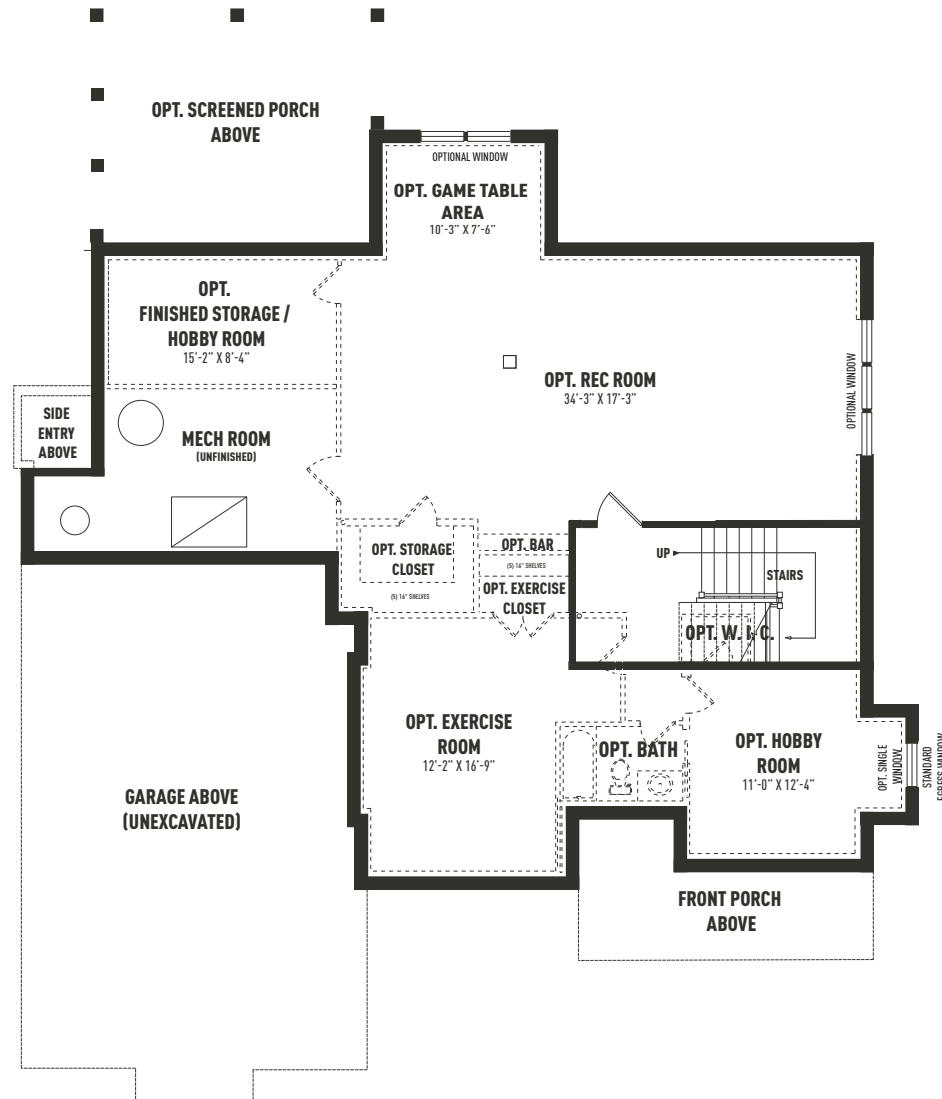 OPT. SCREENED PORCH
ABOVE
OPTIONAL WINDOW
OPT. GAME TABLE
AREA
10'-3" X 7'-6"
OPT.
FINISHED STORAGE /
HOBBY ROOM
15'-2" X 8'-4"
OPT. REC ROOM
34'-3" X 17'-3"
OPTIONAL WINDOW
SIDE
ENTRY
ABOVE
MECH ROOM
(UNFINISHED)
OPT. STORAGE
CLOSET
(5) 16" SHELVES
OPT. BAR
(5) 16" SHELVES
OPT. EXERCISE
CLOSET
UP
STAIRS
OPT. W. I. C.
OPT. EXERCISE
ROOM
12'-2" X 16'-9"
OPT. BATH
OPT. HOBBY
ROOM
11'-0" X 12'-4"
OPT. SINGLE
WINDOW
STANDARD
EGRESS WINDOW
GARAGE ABOVE
(UNEXCAVATED)
FRONT PORCH
ABOVE